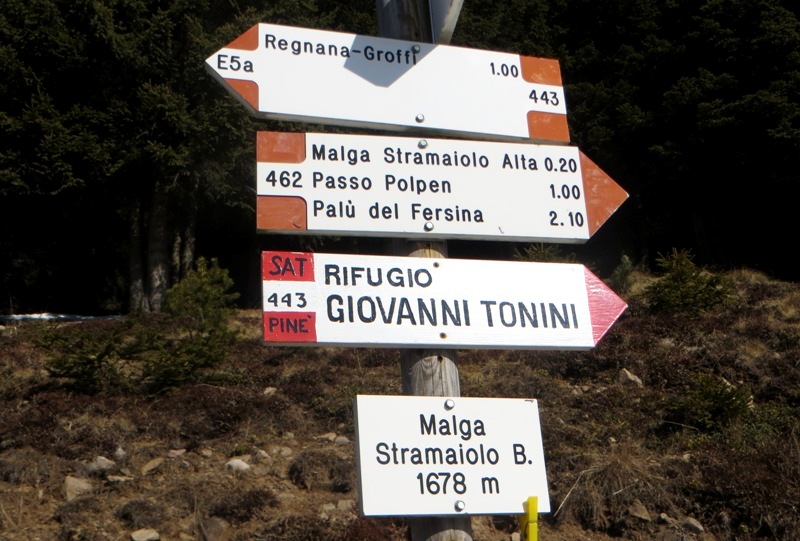 Regnana-Groffi 1.00
E5a 443
Malga Stramaiolo Alta 0.20
462 Passo Polpen 1.00
Palù del Fersina 2.10
SAT RIFUGIO
443 GIOVANNI TONINI
PINE'
Malga
Stramaiolo B.
1678 m